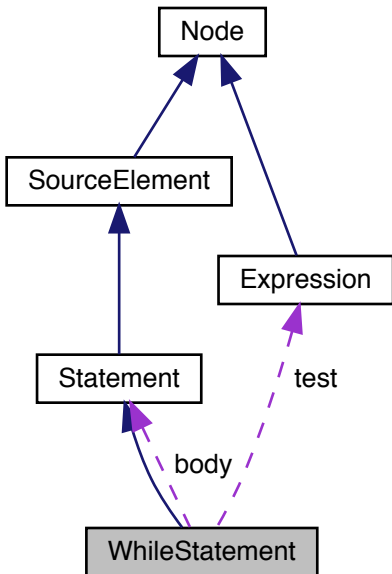 Node
SourceElement
Expression
Statement
test
body
WhileStatement